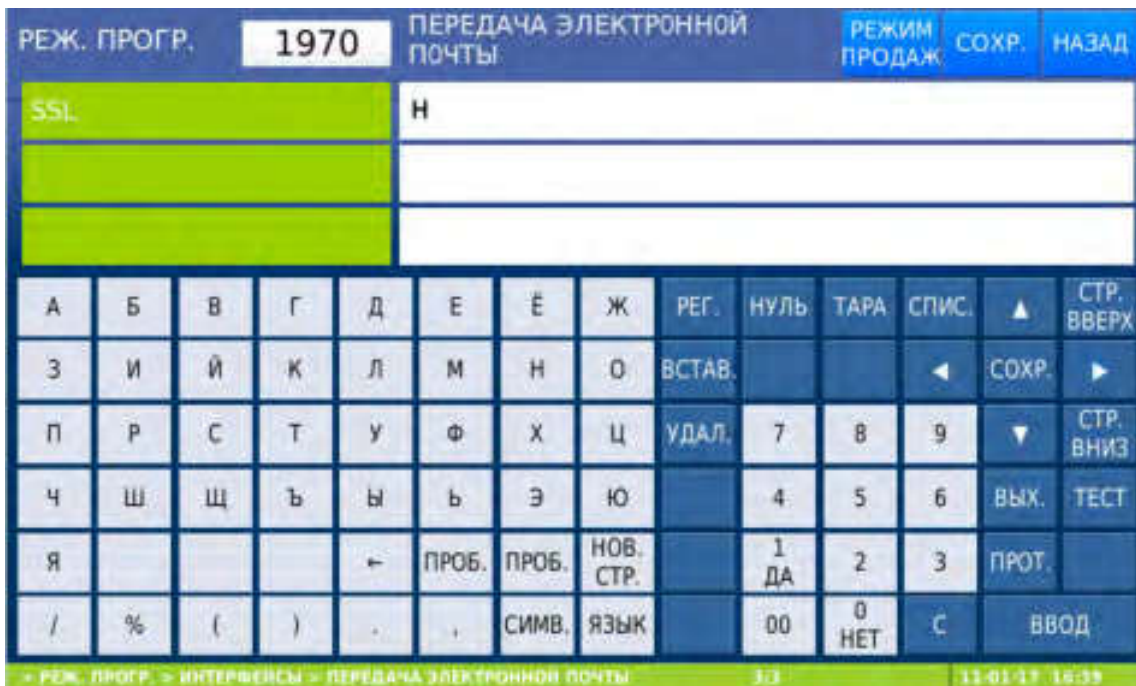 РЕЖ. ПРОГР. 1970 ПЕРЕДАЧА ЭЛЕКТРОННОЙ ПОЧТЫ РЕЖИМ ПРОДАЖ СОХР. НАЗАД
SSL Н
А Б В Г Д Е Ё Ж РЕГ. НУЛЬ ТАРА СПИС. ▲ СТР. ВВЕРХ
З И Й К Л М Н О ВСТАВ. ◀ СОХР. ▶
П Р С Т У Ф Х Ц УДАЛ. 7 8 9 ▼ СТР. ВНИЗ
Ч Ш Щ Ъ Ы Ь Э Ю 4 5 6 ВЫХ. ТЕСТ
Я ← ПРОБ. ПРОБ. НОВ. СТР. 1 ДА 2 3 ПРОТ.
/ % ( ) . , СИМВ. ЯЗЫК 00 0 НЕТ С ВВОД
> РЕЖ. ПРОГР. > ИНТЕРФЕЙСЫ > ПЕРЕДАЧА ЭЛЕКТРОННОЙ ПОЧТЫ 3/3 11-01-17 16:39